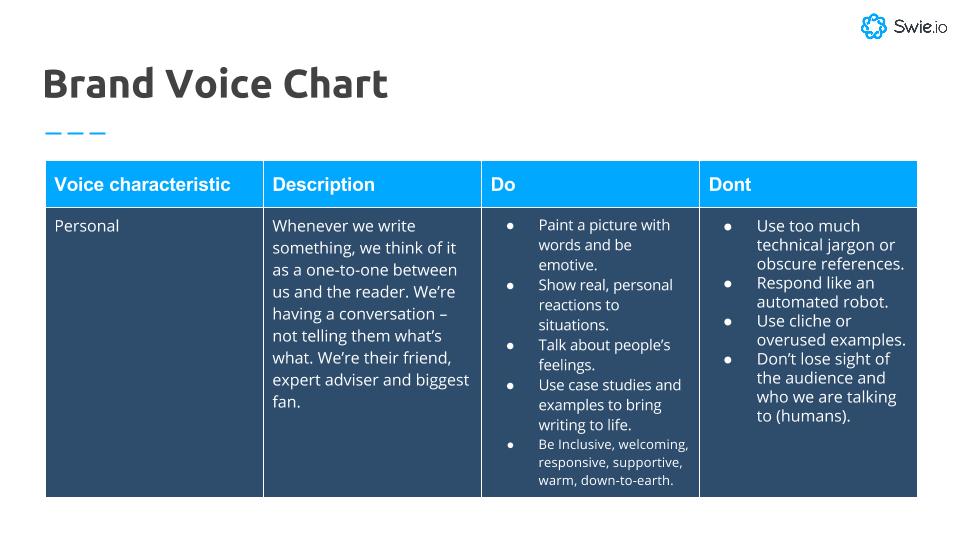 Swie.io
Brand Voice Chart
Voice characteristic
Description
Do
Dont
Personal
Whenever we write
something, we think of it
as a one-to-one between
us and the reader. We’re
having a conversation –
not telling them what’s
what. We’re their friend,
expert adviser and biggest
fan.
● Paint a picture with
words and be
emotive.
● Show real, personal
reactions to
situations.
● Talk about people’s
feelings.
● Use case studies and
examples to bring
writing to life.
● Be Inclusive, welcoming,
responsive, supportive,
warm, down-to-earth.
● Use too much
technical jargon or
obscure references.
● Respond like an
automated robot.
● Use cliche or
overused examples.
● Don’t lose sight of
the audience and
who we are talking
to (humans).